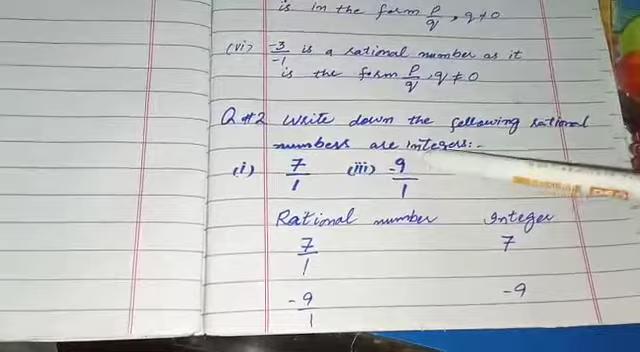 is in the form P/q, q≠0
(vi) -3/-1 is a rational number as it
is the form P/q, q≠0
Q#2 Write down the following rational
numbers are integers:-
(i) 7/1 (iii) -9/1
Rational number Integer
7/1 7
-9/1 -9